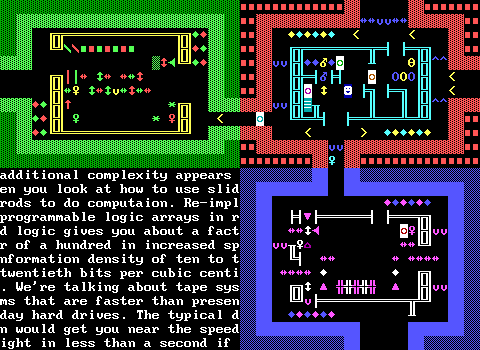 additional complexity appears
en you look at how to use slid
rods to do computaion. Re-impl
programmable logic arrays in r
d logic gives you about a fact
r of a hundred in increased sp
nformation density of ten to t
twentieth bits per cubic centi
. We're talking about tape sys
ms that are faster than presen
day hard drives. The typical d
n would get you near the speed
ight in less than a second if